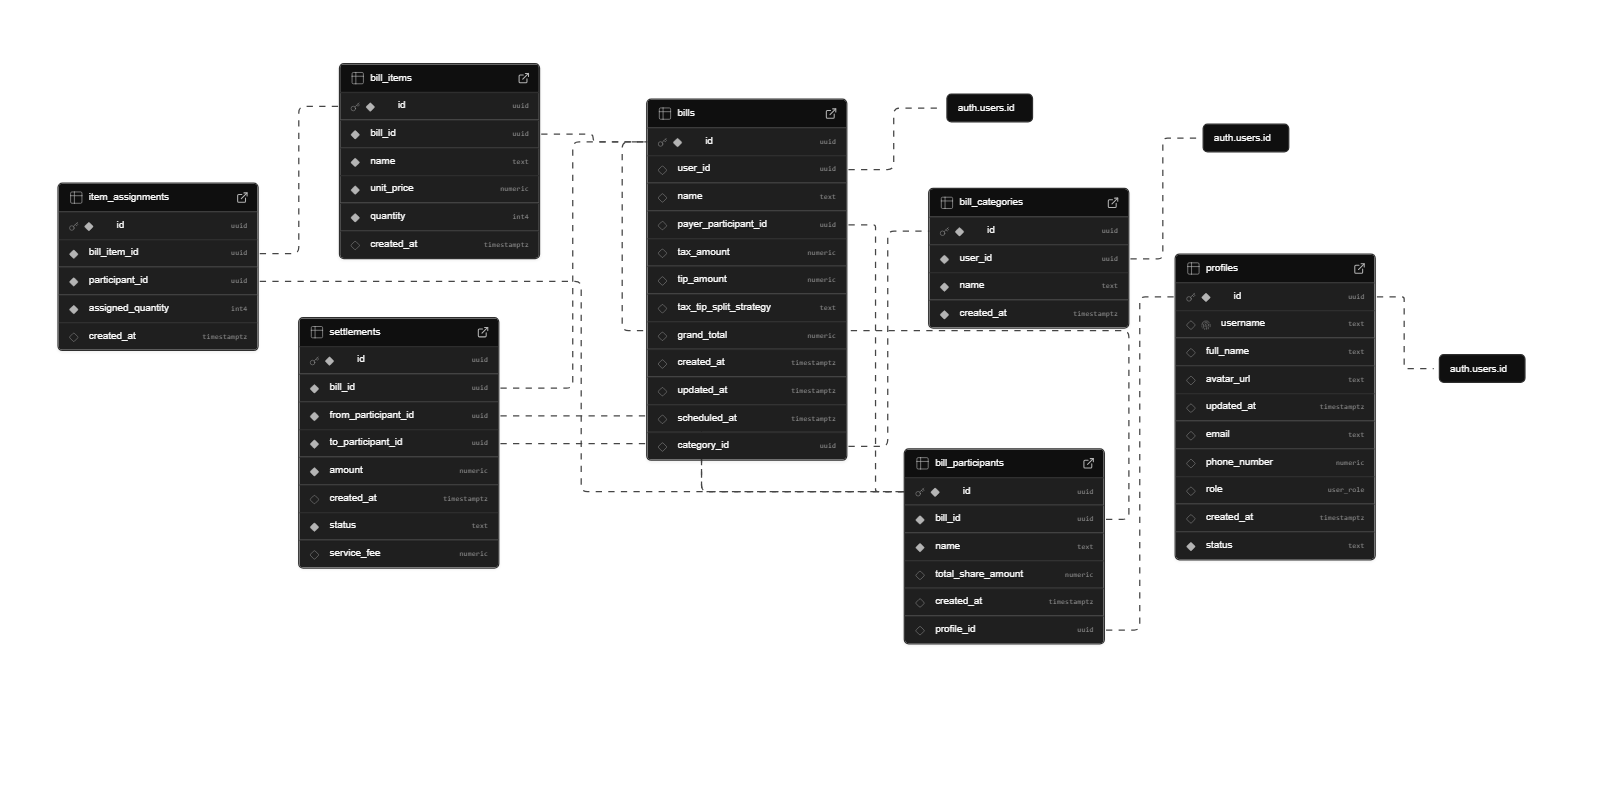 bill_items
id uuid
bill_id uuid
name text
unit_price numeric
quantity int4
created_at timestamptz
item_assignments
id uuid
bill_item_id uuid
participant_id uuid
assigned_quantity int4
created_at timestamptz
settlements
id uuid
bill_id uuid
from_participant_id uuid
to_participant_id uuid
amount numeric
created_at timestamptz
status text
service_fee numeric
bills
id uuid
user_id uuid
name text
payer_participant_id uuid
tax_amount numeric
tip_amount numeric
tax_tip_split_strategy text
grand_total numeric
created_at timestamptz
updated_at timestamptz
scheduled_at timestamptz
category_id uuid
auth.users.id
bill_categories
id uuid
user_id uuid
name text
created_at timestamptz
auth.users.id
bill_participants
id uuid
bill_id uuid
name text
total_share_amount numeric
created_at timestamptz
profile_id uuid
profiles
id uuid
username text
full_name text
avatar_url text
updated_at timestamptz
email text
phone_number numeric
role user_role
created_at timestamptz
status text
auth.users.id